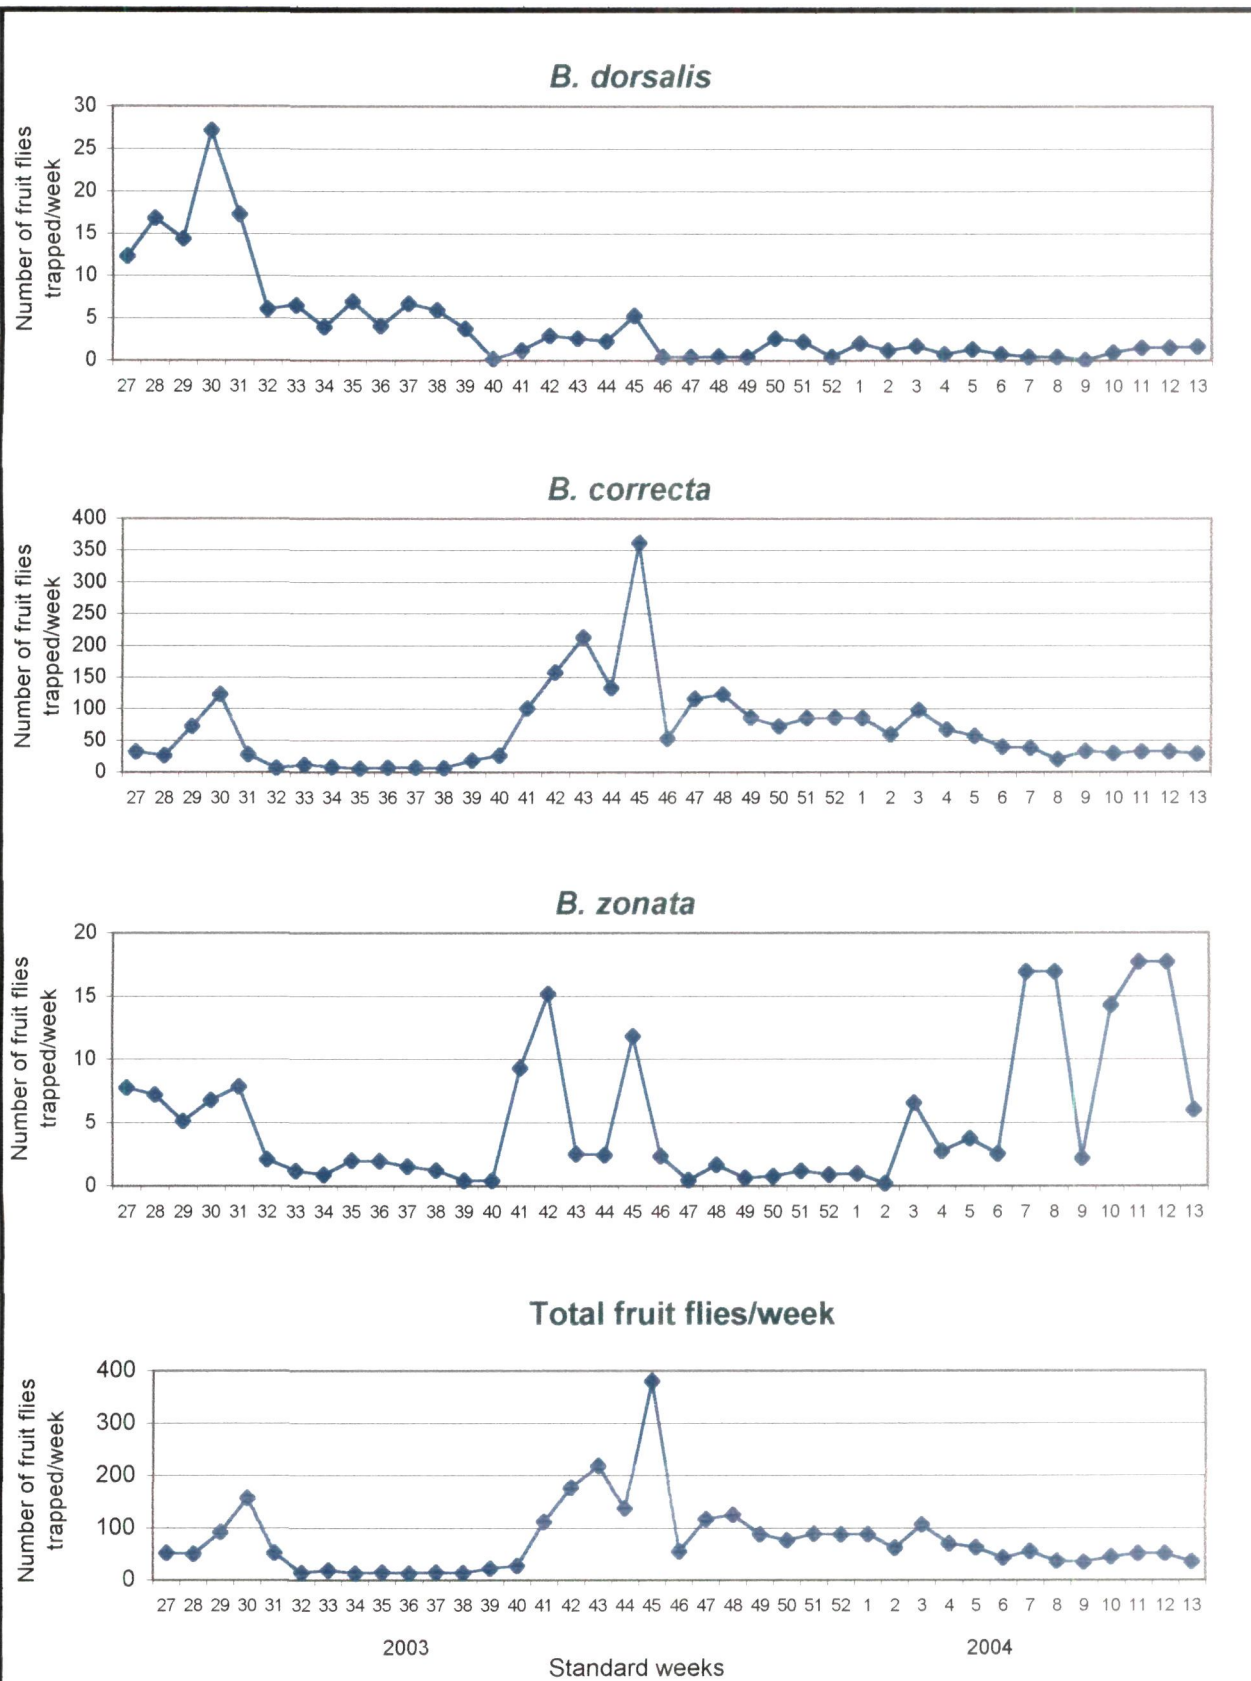 B. dorsalis
Number of fruit flies
trapped/week
30
25
20
15
10
5
0
27 28 29 30 31 32 33 34 35 36 37 38 39 40 41 42 43 44 45 46 47 48 49 50 51 52 1 2 3 4 5 6 7 8 9 10 11 12 13
B. correcta
Number of fruit flies
trapped/week
400
350
300
250
200
150
100
50
0
27 28 29 30 31 32 33 34 35 36 37 38 39 40 41 42 43 44 45 46 47 48 49 50 51 52 1 2 3 4 5 6 7 8 9 10 11 12 13
B. zonata
Number of fruit flies
trapped/week
20
15
10
5
0
27 28 29 30 31 32 33 34 35 36 37 38 39 40 41 42 43 44 45 46 47 48 49 50 51 52 1 2 3 4 5 6 7 8 9 10 11 12 13
Total fruit flies/week
Number of fruit flies
trapped/week
400
300
200
100
0
27 28 29 30 31 32 33 34 35 36 37 38 39 40 41 42 43 44 45 46 47 48 49 50 51 52 1 2 3 4 5 6 7 8 9 10 11 12 13
2003 2004
Standard weeks